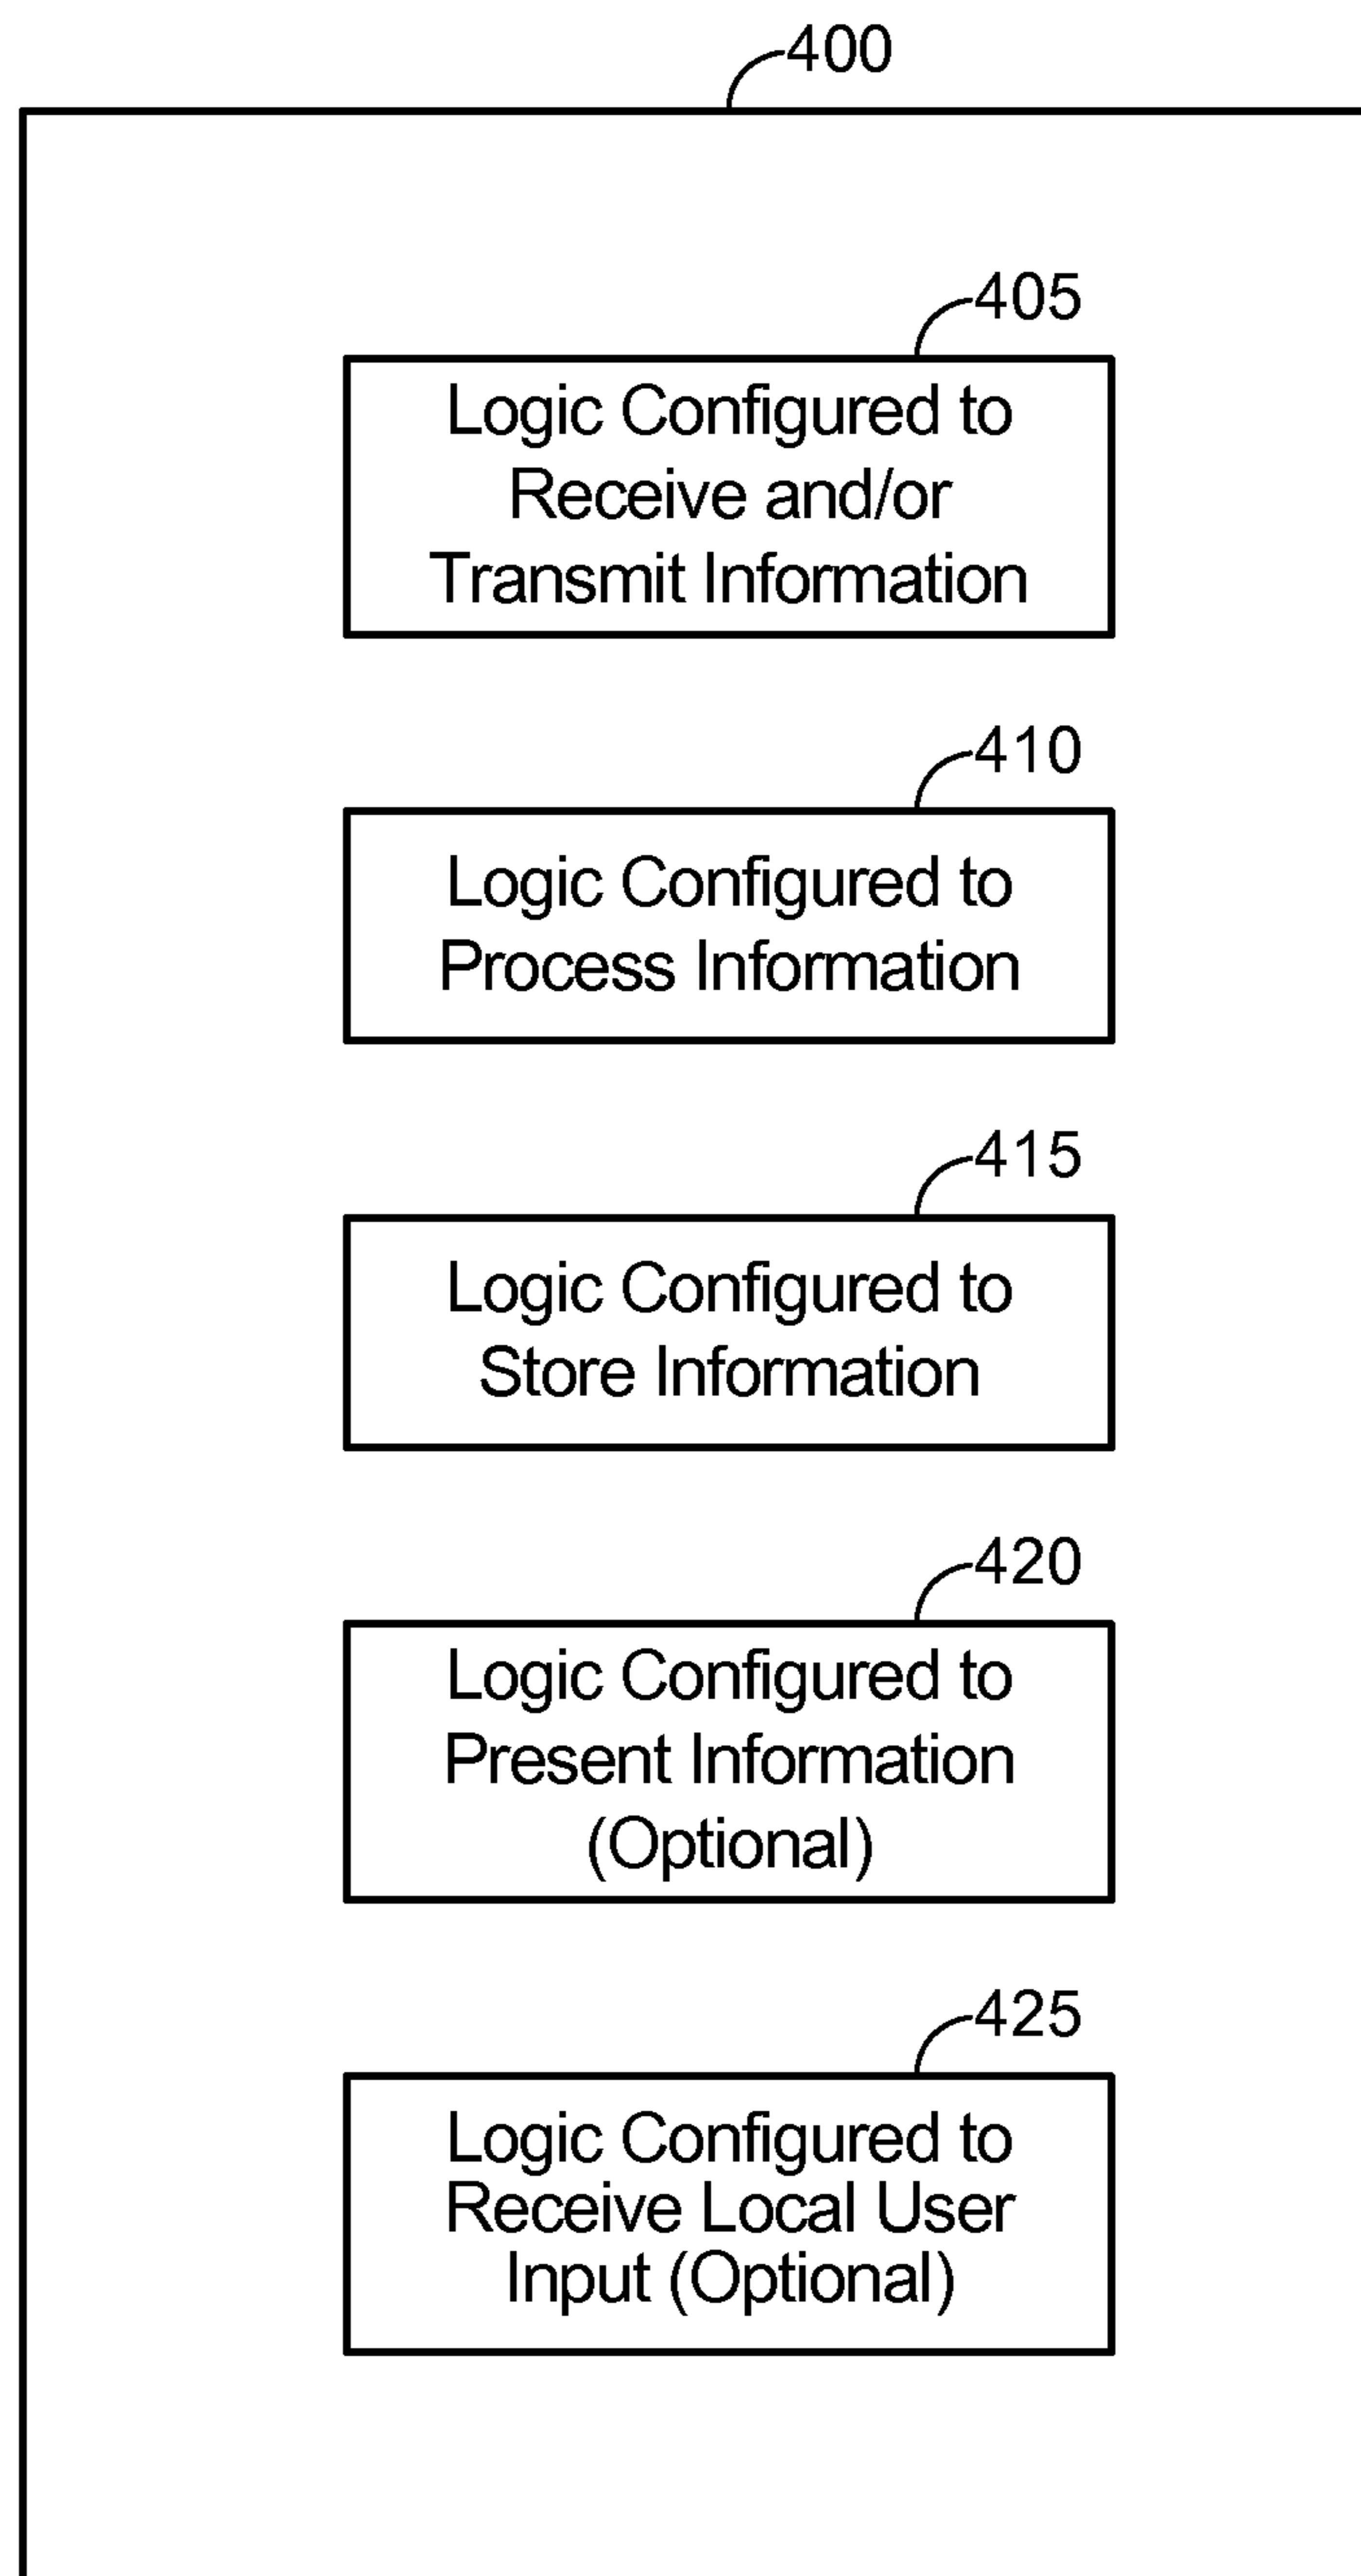 400
405
Logic Configured to
Receive and/or
Transmit Information
410
Logic Configured to
Process Information
415
Logic Configured to
Store Information
420
Logic Configured to
Present Information
(Optional)
425
Logic Configured to
Receive Local User
Input (Optional)